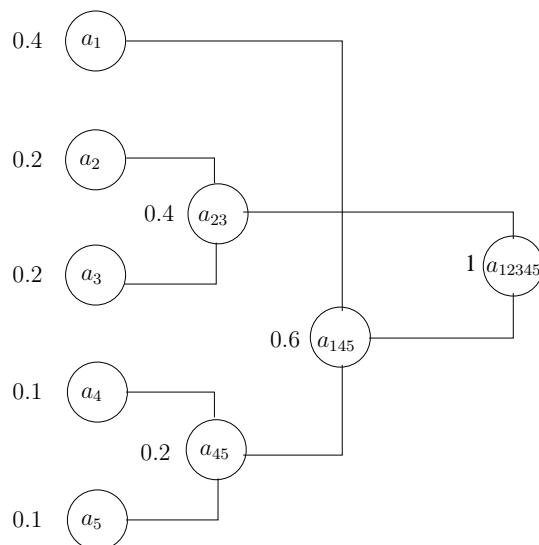 0.4 a₁
0.2 a₂
0.4 a₂₃
1 a₁₂₃₄₅
0.2 a₃
0.6 a₁₄₅
0.1 a₄
0.2 a₄₅
0.1 a₅